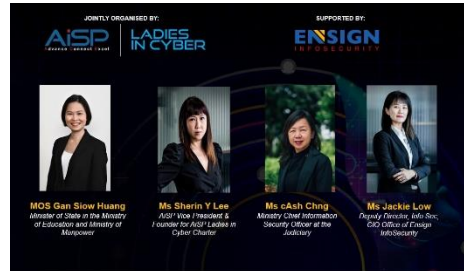 JOINTLY ORGANISED BY:
SUPPORTED BY:
AiSP
Advance Connect Excel
LADIES
IN CYBER
ENSIGN
INFOSECURITY
MOS Gan Siow Huang
Minister of State in the Ministry
of Education and Ministry of
Manpower
Ms Sherin Y Lee
AiSP Vice President &
Founder for AiSP Ladies in
Cyber Charter
Ms cAsh Chng
Ministry Chief Information
Security Officer at the
Judiciary
Ms Jackie Low
Deputy Director, Info Sec,
CIO Office of Ensign
InfoSecurity